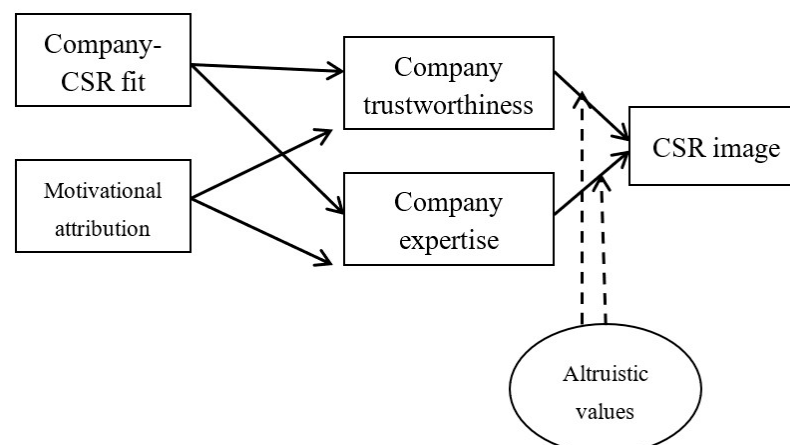 Company-
CSR fit
Company
trustworthiness
CSR image
Motivational
attribution
Company
expertise
Altruistic
values